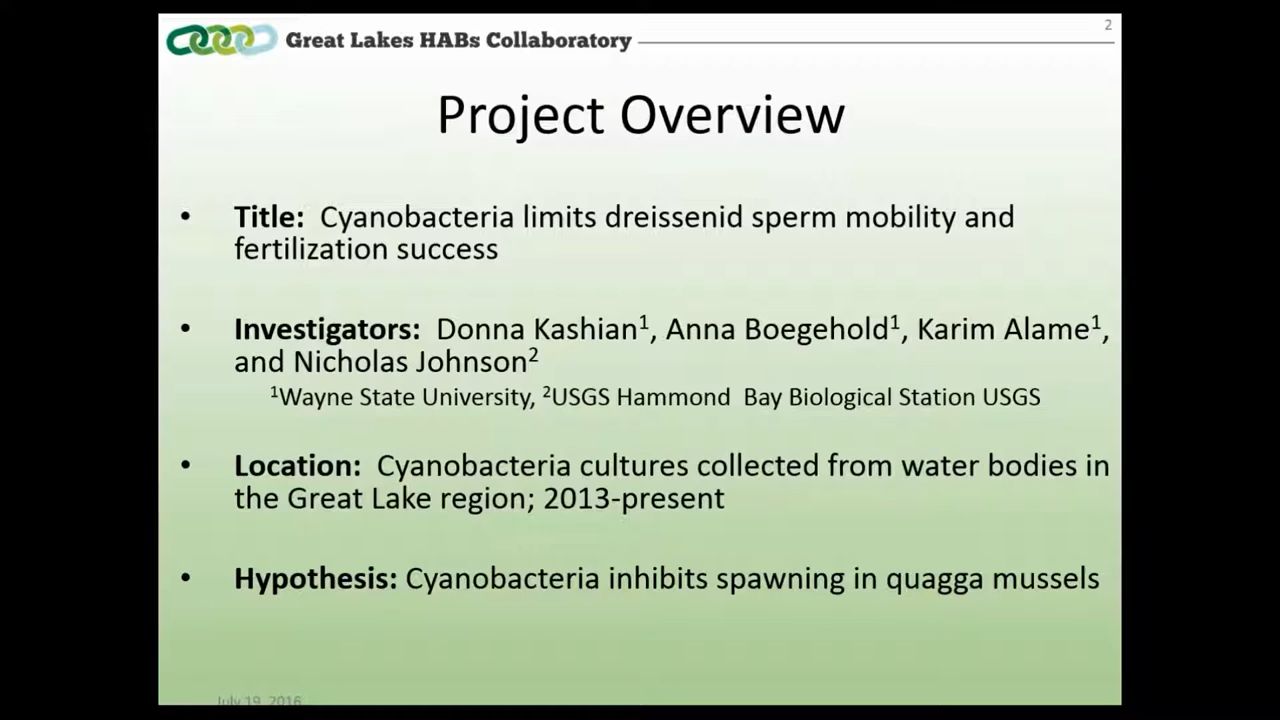 2
Great Lakes HABs Collaboratory
Project Overview
• Title: Cyanobacteria limits dreissenid sperm mobility and
fertilization success
• Investigators: Donna Kashian¹, Anna Boegehold¹, Karim Alame¹,
and Nicholas Johnson²
¹Wayne State University, ²USGS Hammond Bay Biological Station USGS
• Location: Cyanobacteria cultures collected from water bodies in
the Great Lake region; 2013-present
• Hypothesis: Cyanobacteria inhibits spawning in quagga mussels
July 19, 2016